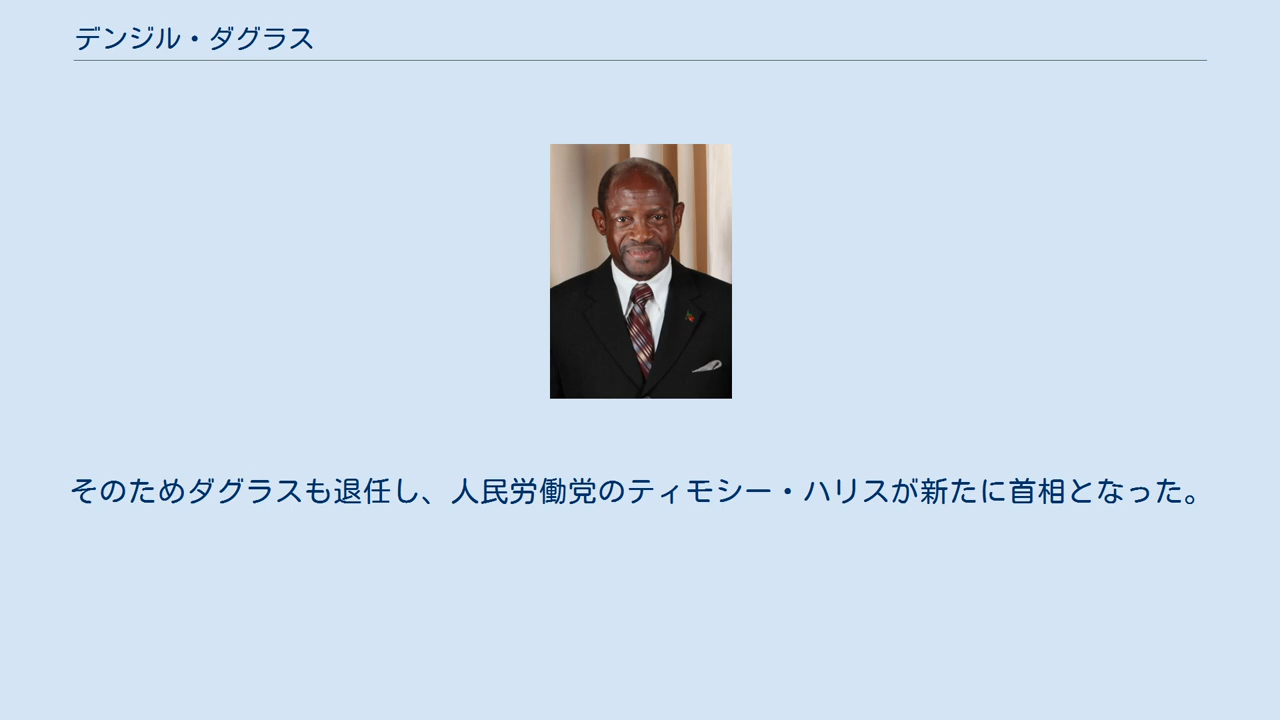 デンジル・ダグラス
そのためダグラスも退任し、人民労働党のティモシー・ハリスが新たに首相となった。